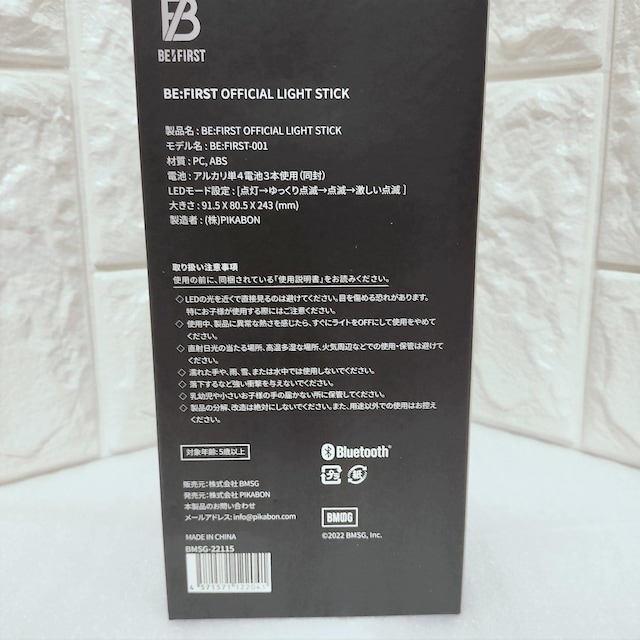 BE:FIRST
BE:FIRST OFFICIAL LIGHT STICK
製品名 : BE:FIRST OFFICIAL LIGHT STICK
モデル名 : BE:FIRST-001
材質 : PC, ABS
電池 : アルカリ単4電池3本使用(同封)
LEDモード設定 : [点灯→ゆっくり点滅→点滅→激しい点滅 ]
大きさ : 91.5 X 80.5 X 243 (mm)
製造者 : (株)PIKABON
取り扱い注意事項
使用の前に、同梱されている「使用説明書」をお読みください。
◇ LEDの光を近くで直接見るのは避けてください。目を傷める恐れがあります。
特にお子様が使用する際にはご注意ください。
◇ 使用中、製品に異常な熱さを感じたら、すぐにライトをOFFにして使用をやめて
ください。
◇ 直射日光の当たる場所、高温多湿な場所、火気周辺などでの使用・保管は避けて
ください。
◇ 濡れた手や、雨、雪、または水中では使用しないでください。
◇ 落下するなど強い衝撃を与えないでください。
◇ 乳幼児や小さいお子様の手の届かない所に保管してください。
◇ 製品の分解、改造は絶対にしないでください。また、用途以外での使用はお控え
ください。
対象年齢: 5歳以上
Bluetooth®
プラ 紙
販売元 : 株式会社 BMSG
発売元 : 株式会社 PIKABON
本製品のお問い合わせ
メールアドレス: info@pikabon.com
BMSG
©2022 BMSG, Inc.
MADE IN CHINA
BMSG-22115